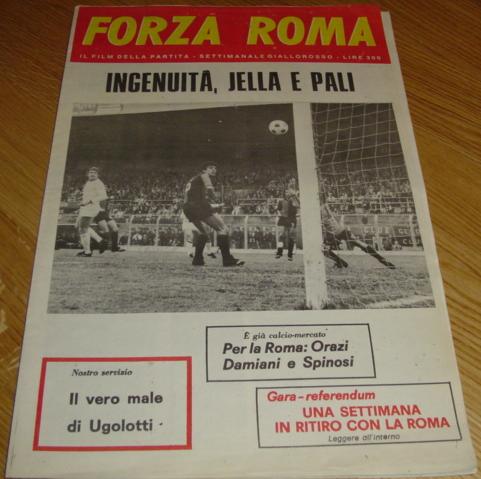 FORZA ROMA
IL FILM DELLA PARTITA - SETTIMANALE GIALLOROSSO - LIRE 300
INGENUITÀ, JELLA E PALI
È già calcio-mercato
Per la Roma: Orazi
Damiani e Spinosi
Nostro servizio
Il vero male
di Ugolotti
Gara-referendum
UNA SETTIMANA
IN RITIRO CON LA ROMA
Leggere all'interno